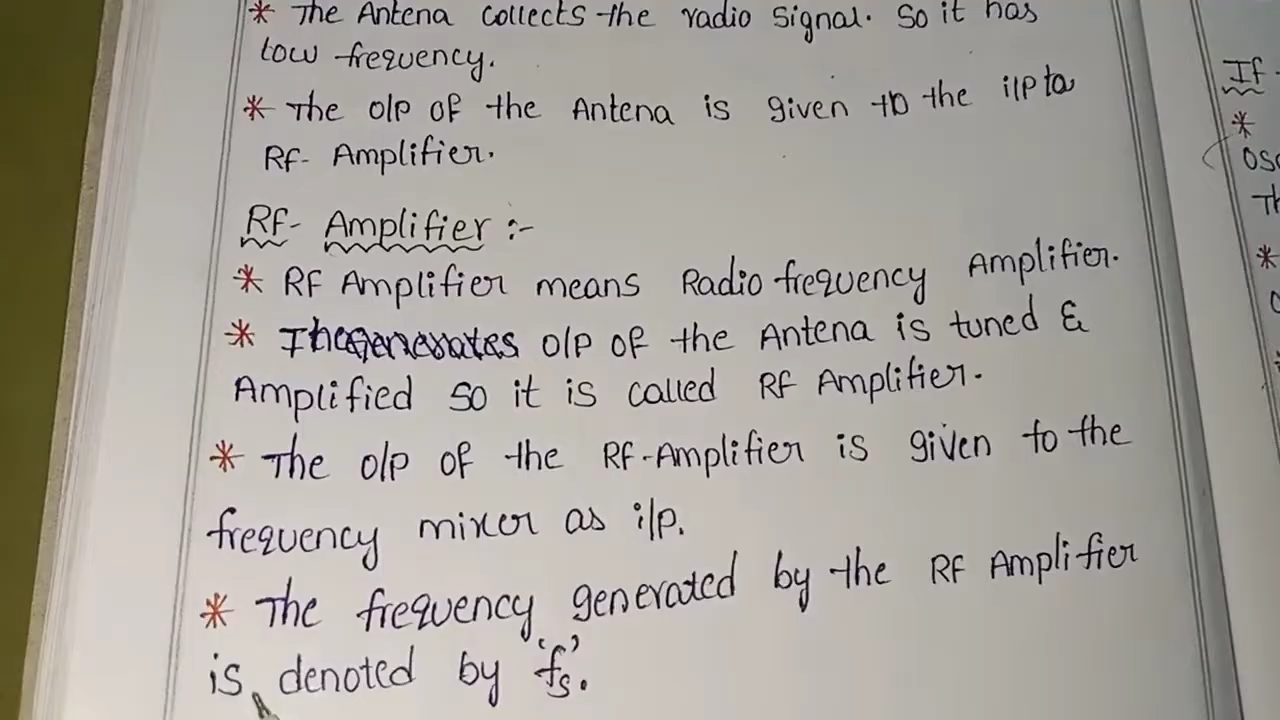 * The Antena collects the radio signal. So it has
low frequency.
* The o/p of the Antena is given to the i/p to
RF- Amplifier.
RF- Amplifier :-
* RF Amplifier means Radio frequency Amplifier.
* The o/p of the Antena is tuned &
Amplified so it is called RF Amplifier.
* The o/p of the RF-Amplifier is given to the
frequency mixer as i/p.
* The frequency generated by the RF Amplifier
is denoted by 'fs'.
If
*
Th
*